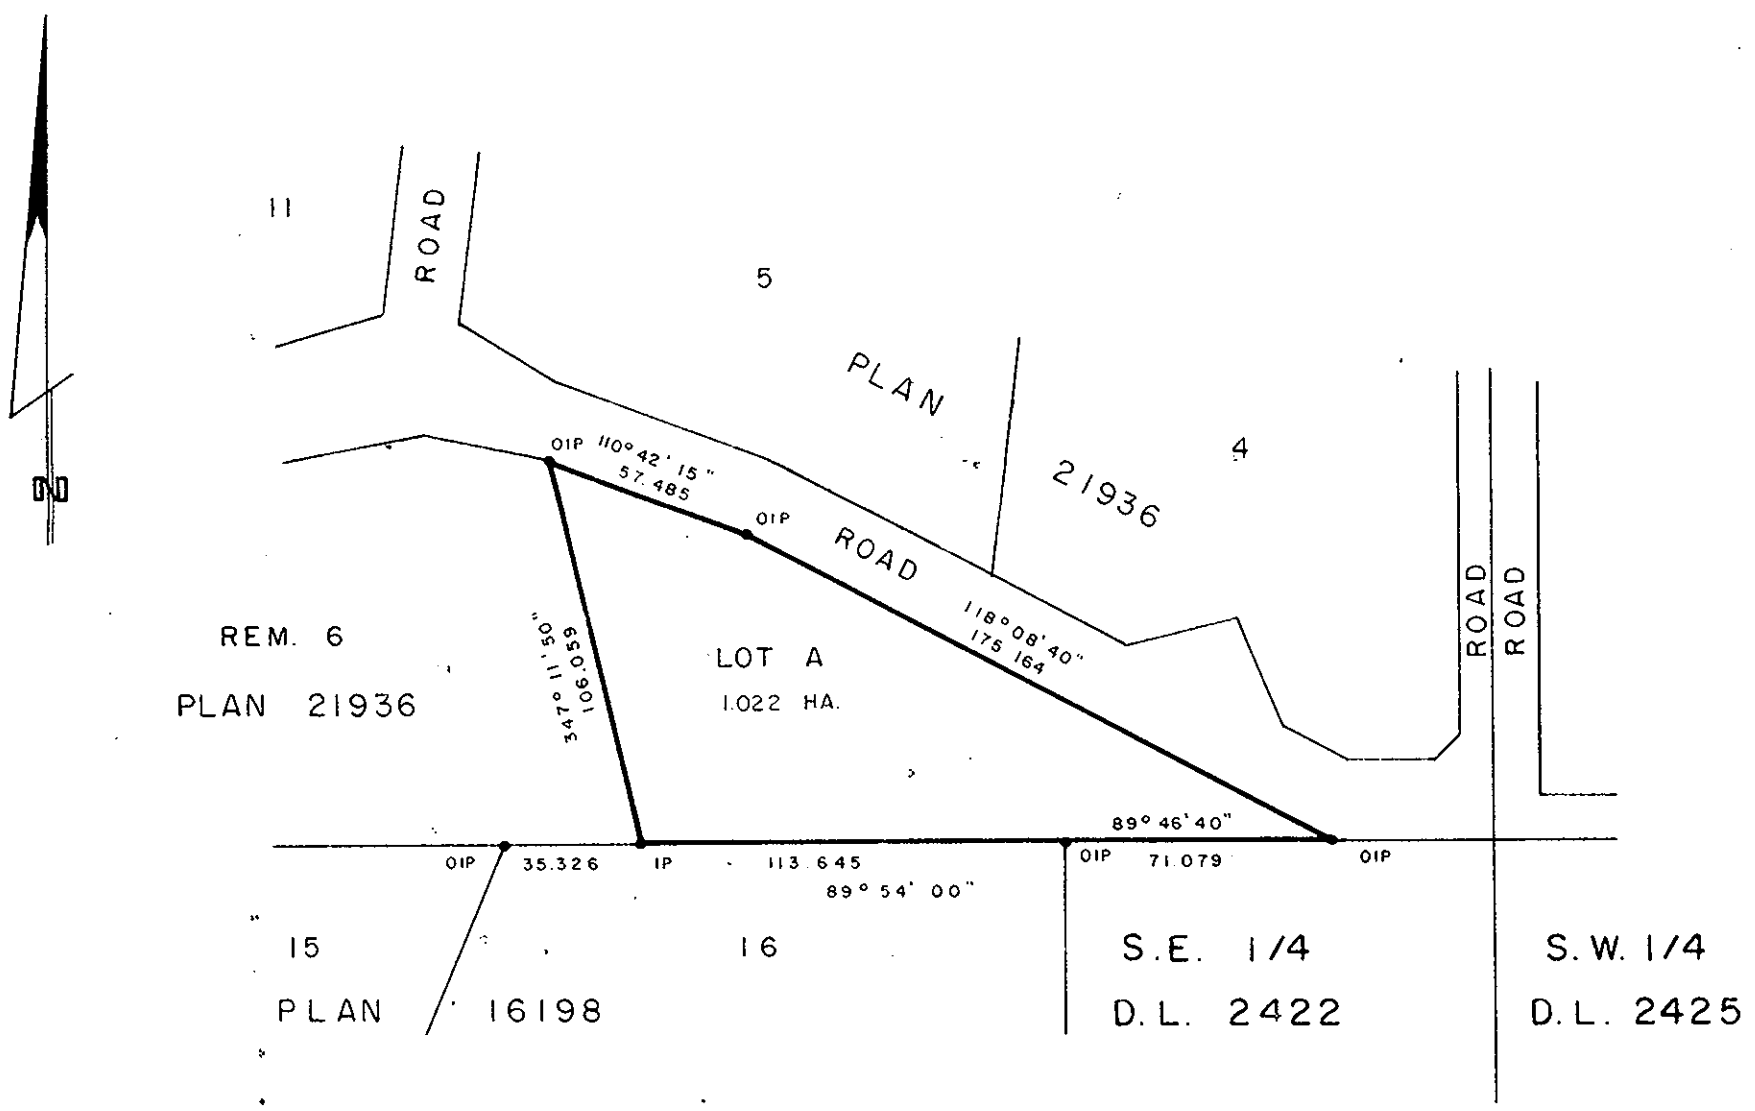 11
ROAD
5
PLAN
4
21936
OIP
110° 42' 15"
57.485
OIP
ROAD
118° 08' 40"
175 164
ROAD
ROAD
N
REM. 6
PLAN 21936
347° 11' 50"
106.059
LOT A
1.022 HA.
89° 46' 40"
OIP
35.326
IP
113.645
OIP
71.079
OIP
89° 54' 00"
15
16
S.E. 1/4
S.W. 1/4
PLAN 16198
D.L. 2422
D.L. 2425